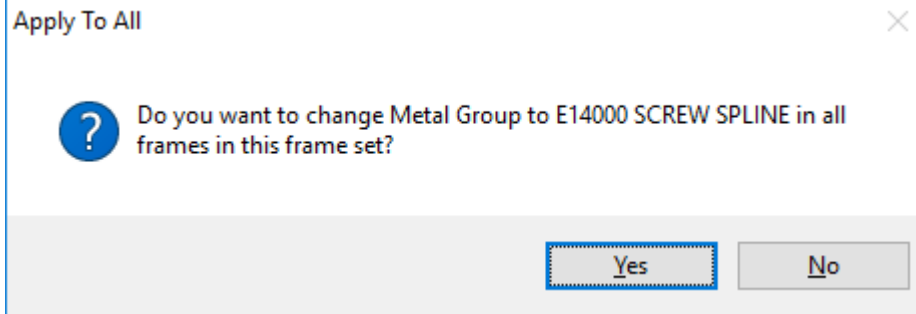 Apply To All
Do you want to change Metal Group to E14000 SCREW SPLINE in all
frames in this frame set?
Yes
No